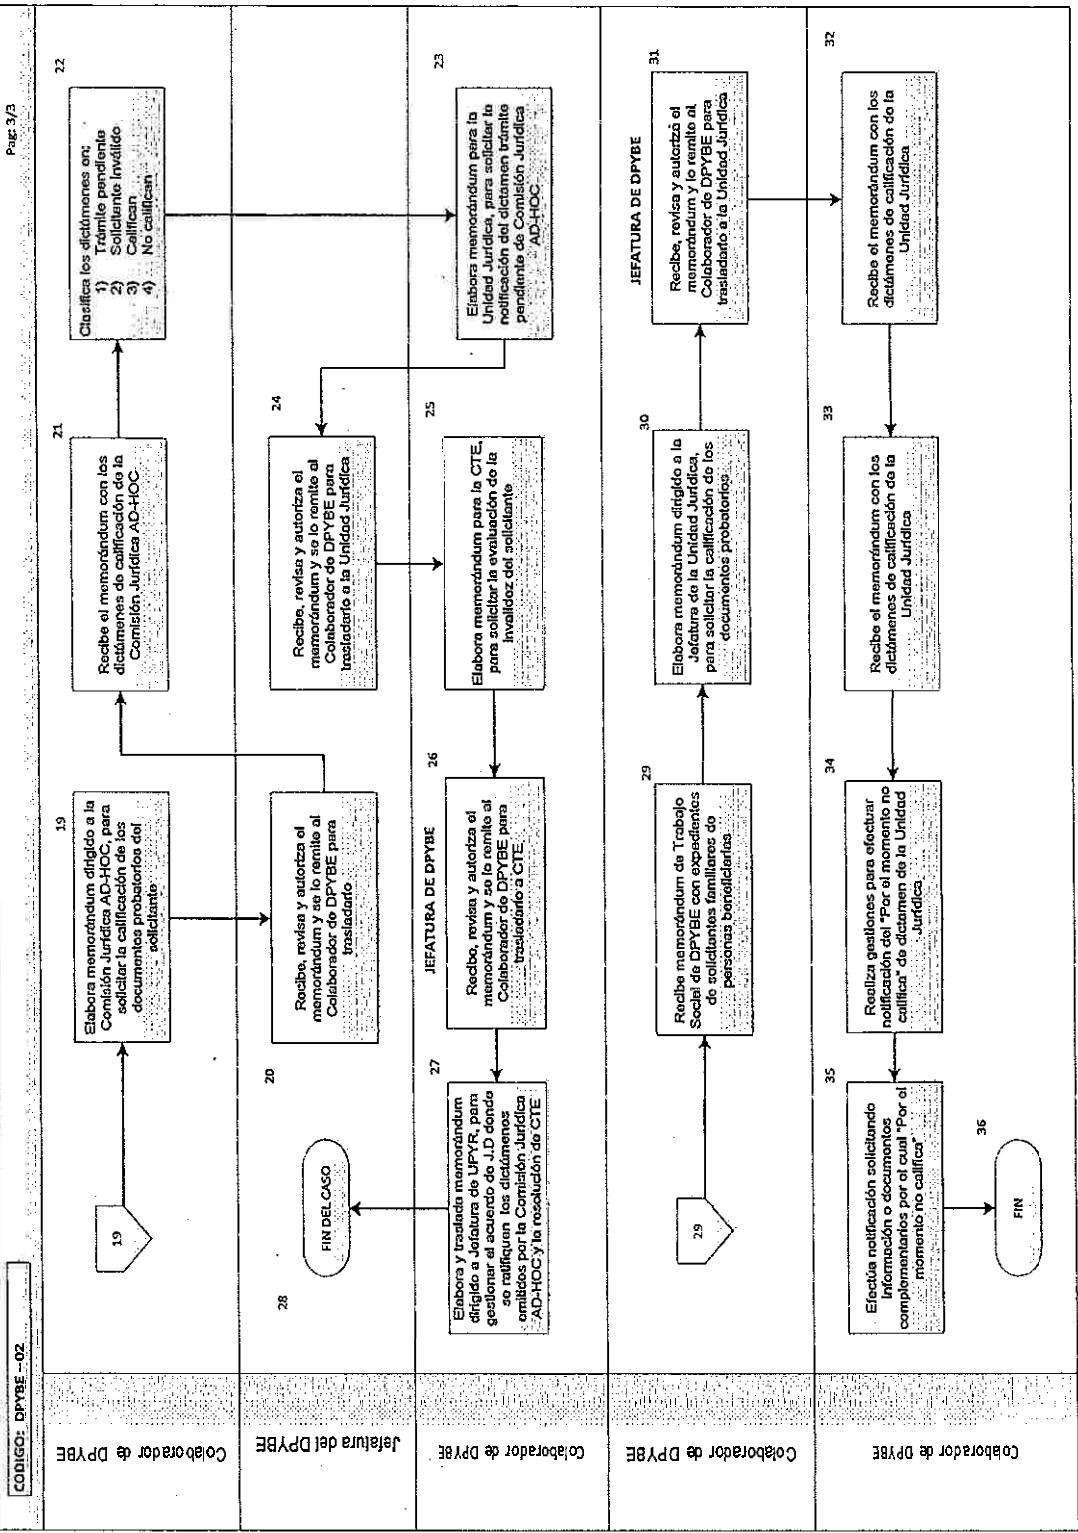 CODIGO: DPYBE -02
Pag: 3/3
Colaborador de DPYBE
19
19
Elabora memorándum dirigido a la
Comisión Jurídica AD-HOC, para
solicitar la calificación de los
documentos probatorios del
solicitante
21
Recibe el memorándum con los
dictámenes de calificación de la
Comisión Jurídica AD-HOC
22
Clasifica los dictámenes en:
1) Trámite pendiente
2) Solicitante Inválido
3) Califican
4) No califican
Jefatura del DPYBE
28
FIN DEL CASO
20
Recibe, revisa y autoriza el
memorándum y se lo remite al
Colaborador de DPYBE para
trasladarlo
24
Recibe, revisa y autoriza el
memorándum y se lo remite al
Colaborador de DPYBE para
trasladarlo a la Unidad Jurídica
Colaborador de DPYBE
27
Elabora y traslada memorándum
dirigido a Jefatura de UPYR, para
gestionar el acuerdo de J.D donde
se ratifiquen los dictámenes
emitidos por la Comisión Jurídica
AD-HOC y la resolución de CTE
JEFATURA DE DPYBE
26
Recibe, revisa y autoriza el
memorándum y se lo remite al
Colaborador de DPYBE para
trasladarlo a CTE
25
Elabora memorándum para la CTE,
para solicitar la evaluación de la
invalidez del solicitante
23
Elabora memorándum para la
Unidad Jurídica, para solicitar la
notificación del dictámen trámite
pendiente de Comisión Jurídica
AD-HOC
Colaborador de DPYBE
29
29
Recibe memorándum de Trabajo
Social de DPYBE con expedientes
de solicitantes familiares de
personas beneficiarias
30
Elabora memorándum dirigido a la
Jefatura de la Unidad Jurídica,
para solicitar la calificación de los
documentos probatorios.
JEFATURA DE DPYBE
31
Recibe, revisa y autoriza el
memorándum y lo remite al
Colaborador de DPYBE para
trasladarlo a la Unidad Jurídica
Colaborador de DPYBE
35
Efectúa notificación solicitando
información o documentos
complementarios por el cual "Por el
momento no califica"
36
FIN
34
Realiza gestiones para efectuar
notificación del "Por el momento no
califica" de dictamen de la Unidad
Jurídica
33
Recibe el memorándum con los
dictámenes de calificación de la
Unidad Jurídica
32
Recibe el memorándum con los
dictámenes de calificación de la
Unidad Jurídica